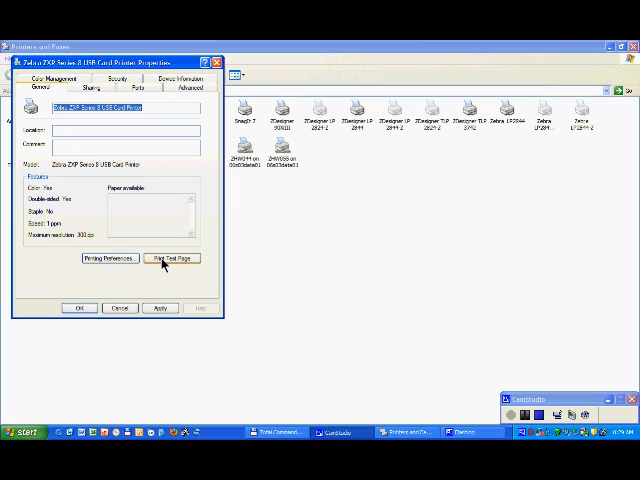 Printers and Faxes
Zebra ZXP Series 8 USB Card Printer Properties
Color Management
Security
Device Information
General
Sharing
Ports
Advanced
Zebra ZXP Series 8 USB Card Printer
Location:
Comment:
Model: Zebra ZXP Series 8 USB Card Printer
Features
Color: Yes
Paper available
Double-sided: Yes
Staple: No
Speed: 1 ppm
Maximum resolution: 300 dpi
Printing Preferences...
Print Test Page
OK
Cancel
Apply
Help
Go
SnagIt 7
ZDesigner 90XiIII
ZDesigner LP 2824-Z
ZDesigner LP 2844
ZDesigner LP 2844-Z
ZDesigner TLP 2824-Z
ZDesigner TLP 3742
Zebra LP2844
Zebra LP284...
Zebra LP2844-Z
ZHW044 on 06s03data01
ZHW055 on 06s03data01
CamStudio
start
Total Command...
CamStudio
Printers and Fa...
Flashing